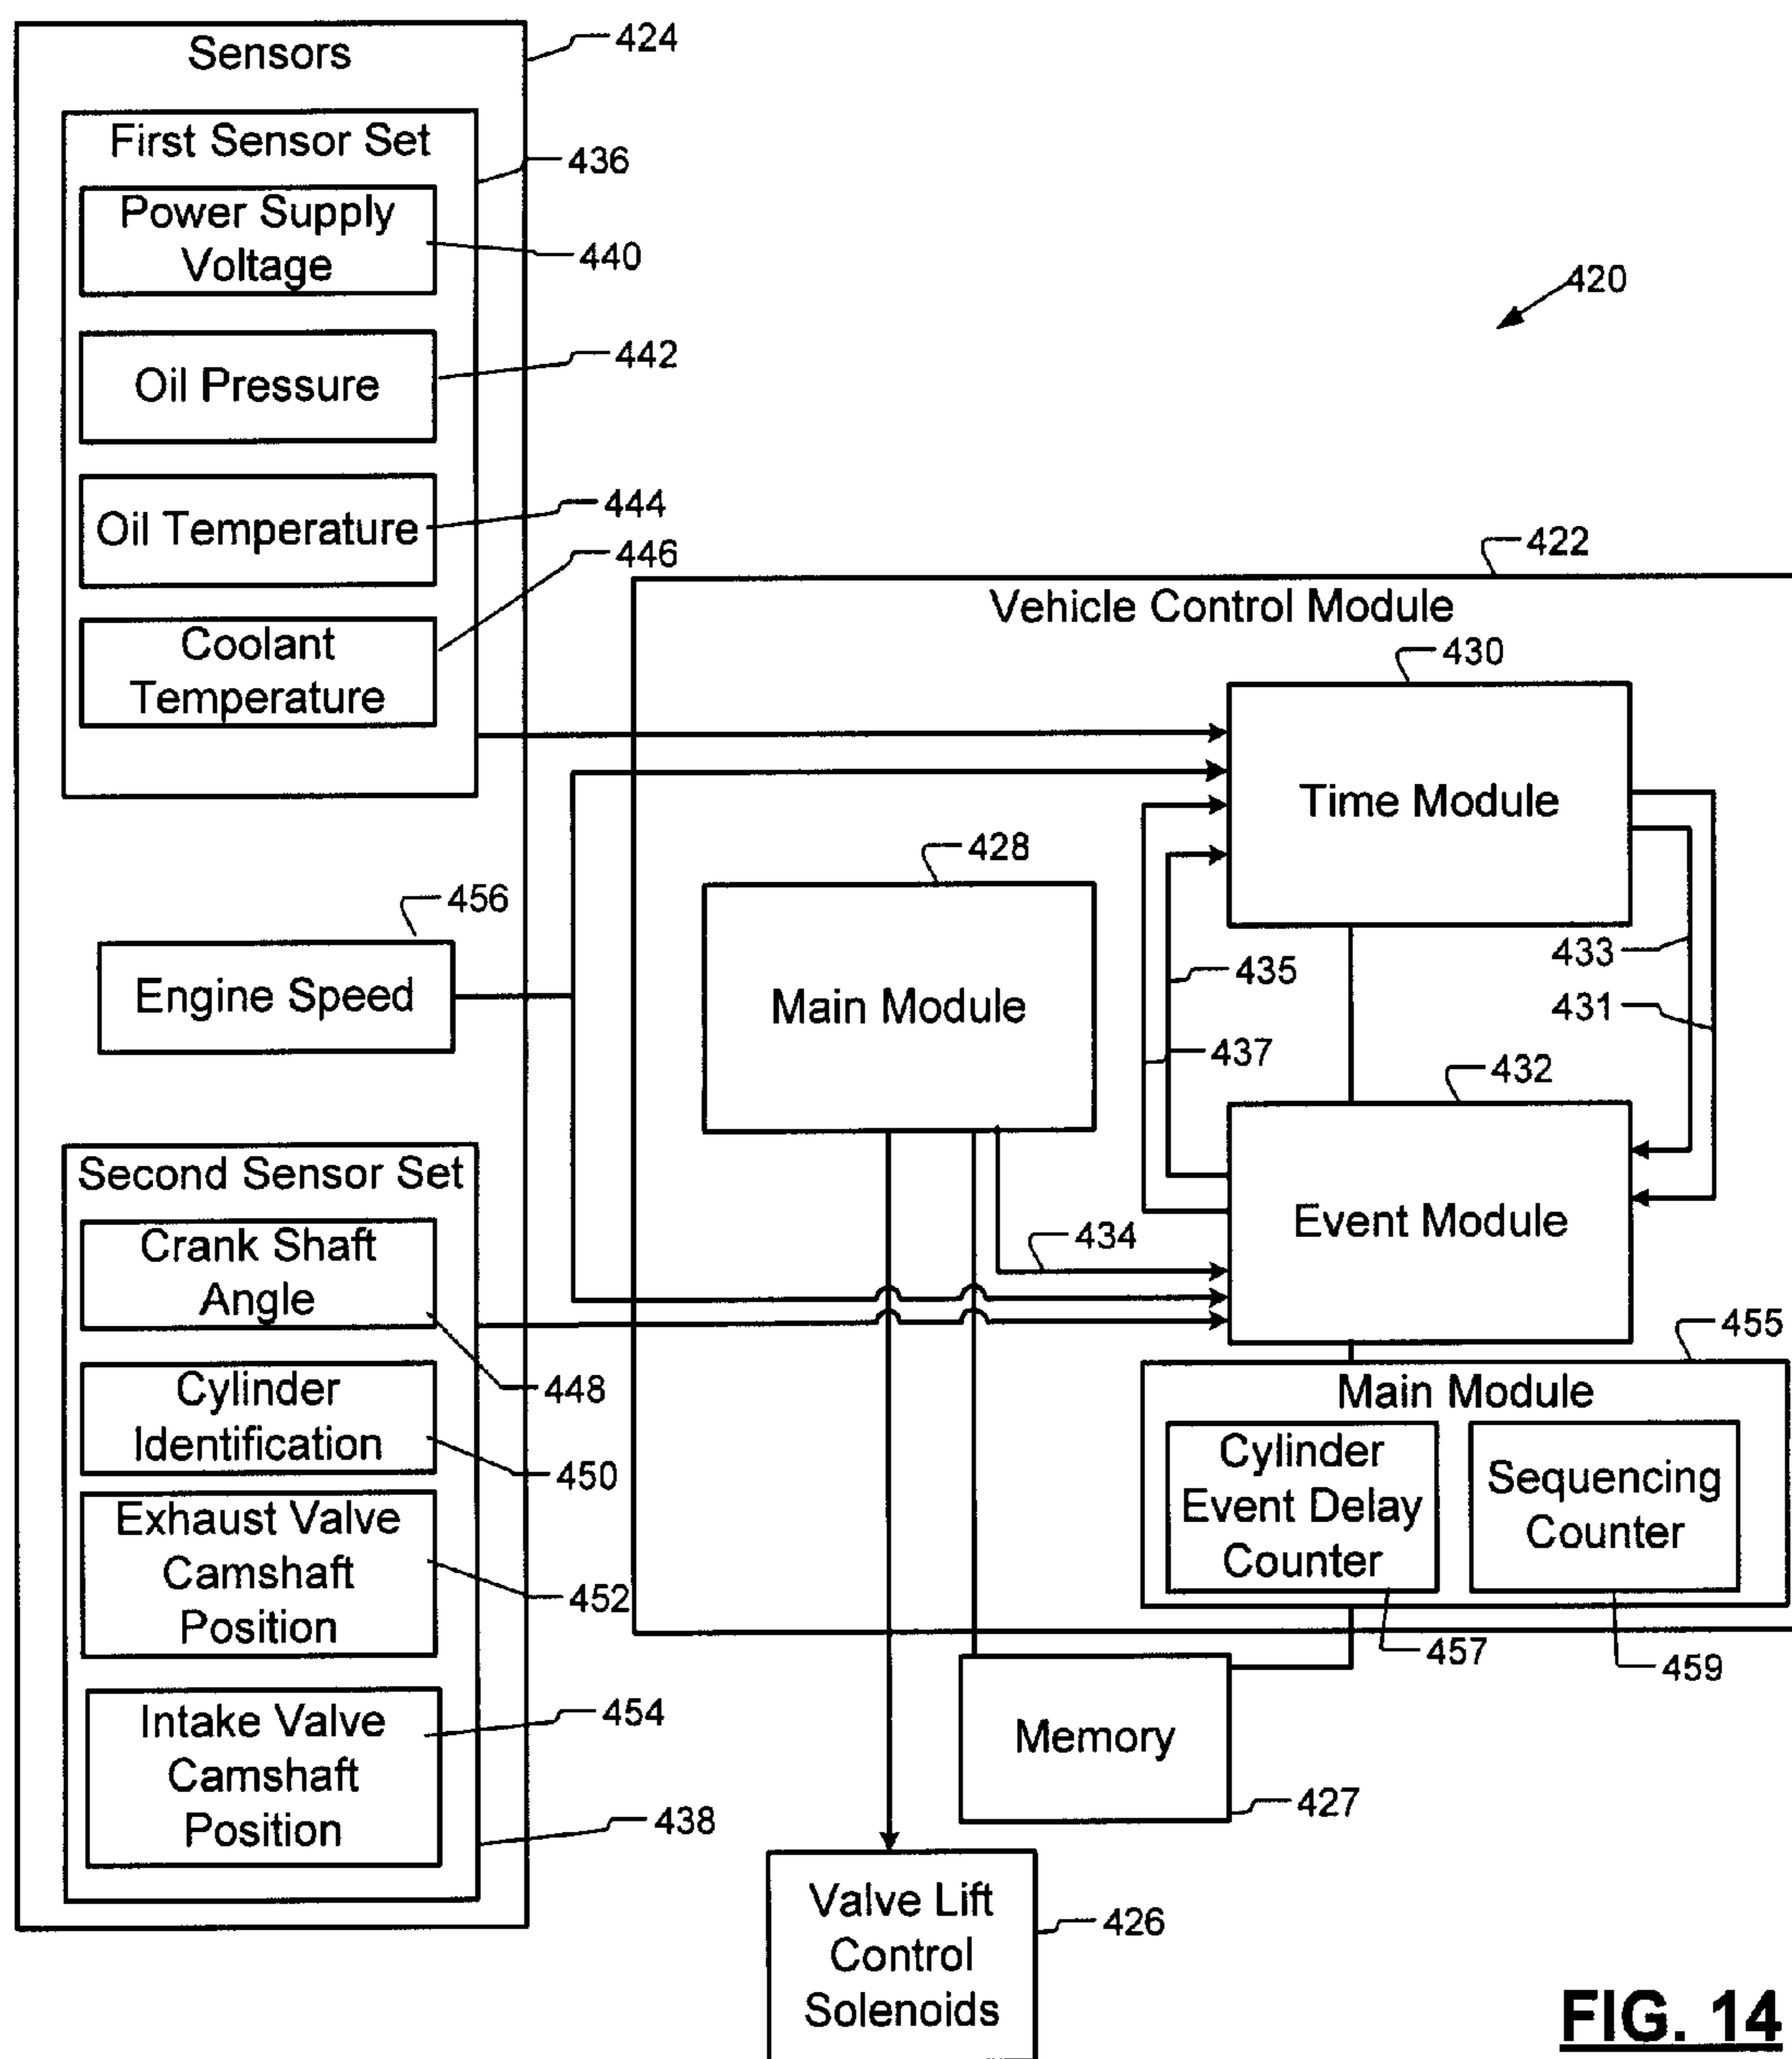 Sensors
424
First Sensor Set
436
Power Supply
Voltage
440
420
Oil Pressure
442
Oil Temperature
444
446
Coolant
Temperature
422
Vehicle Control Module
430
Time Module
428
Main Module
456
Engine Speed
433
435
431
437
432
Event Module
434
Second Sensor Set
Crank Shaft
Angle
448
Cylinder
Identification
450
Exhaust Valve
Camshaft
Position
452
Intake Valve
Camshaft
Position
454
438
455
Main Module
Cylinder
Event Delay
Counter
Sequencing
Counter
457
459
Memory
427
Valve Lift
Control
Solenoids
426
FIG. 14